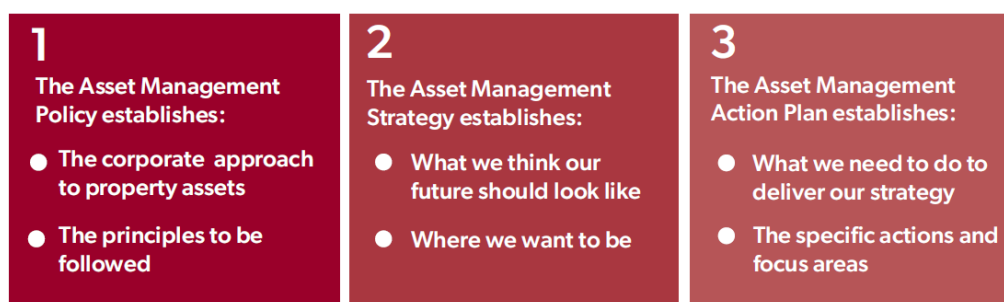 1
The Asset Management
Policy establishes:
The corporate approach
to property assets
The principles to be
followed
2
The Asset Management
Strategy establishes:
What we think our
future should look like
Where we want to be
3
The Asset Management
Action Plan establishes:
What we need to do to
deliver our strategy
The specific actions and
focus areas